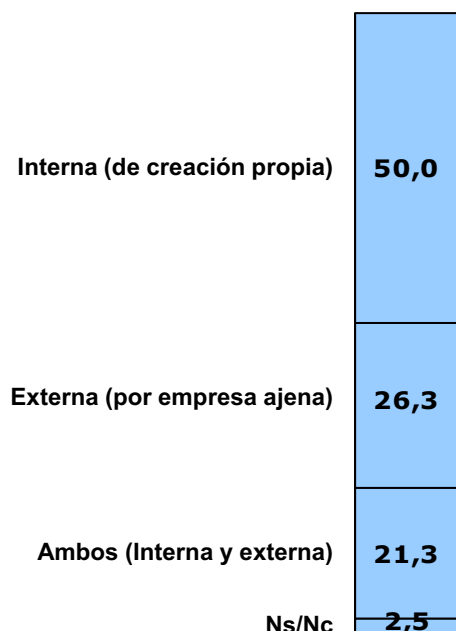 Interna (de creación propia) 50,0
Externa (por empresa ajena) 26,3
Ambos (Interna y externa) 21,3
Ns/Nc 2,5